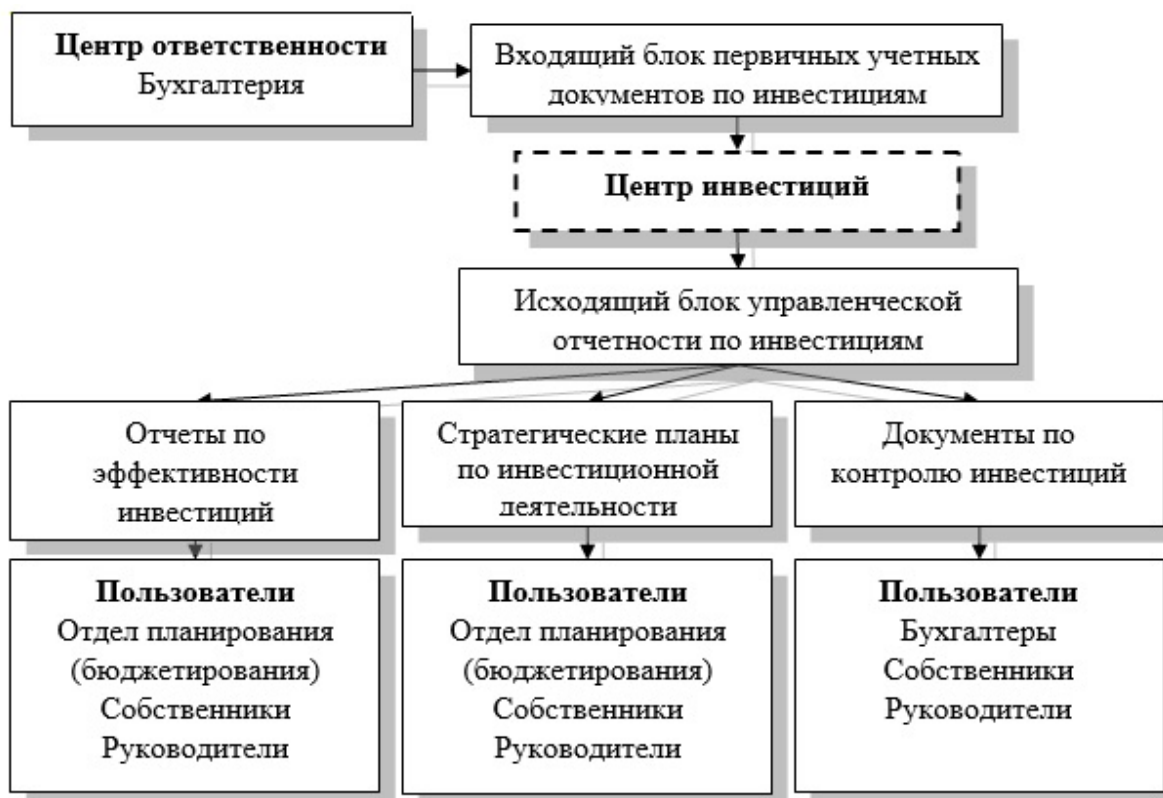 Центр ответственности
Бухгалтерия
Входящий блок первичных учетных
документов по инвестициям
Центр инвестиций
Исходящий блок управленческой
отчетности по инвестициям
Отчеты по
эффективности
инвестиций
Стратегические планы
по инвестиционной
деятельности
Документы по
контролю инвестиций
Пользователи
Отдел планирования
(бюджетирования)
Собственники
Руководители
Пользователи
Отдел планирования
(бюджетирования)
Собственники
Руководители
Пользователи
Бухгалтеры
Собственники
Руководители